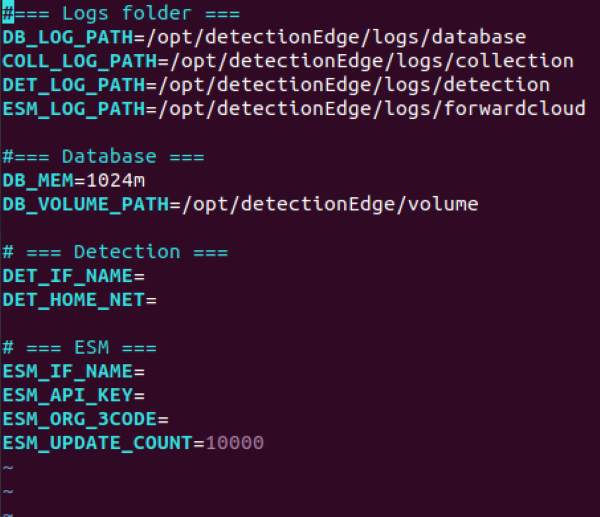 #=== Logs folder ===
DB_LOG_PATH=/opt/detectionEdge/logs/database
COLL_LOG_PATH=/opt/detectionEdge/logs/collection
DET_LOG_PATH=/opt/detectionEdge/logs/detection
ESM_LOG_PATH=/opt/detectionEdge/logs/forwardcloud

#=== Database ===
DB_MEM=1024m
DB_VOLUME_PATH=/opt/detectionEdge/volume

# === Detection ===
DET_IF_NAME=
DET_HOME_NET=

# === ESM ===
ESM_IF_NAME=
ESM_API_KEY=
ESM_ORG_3CODE=
ESM_UPDATE_COUNT=10000
~
~
~